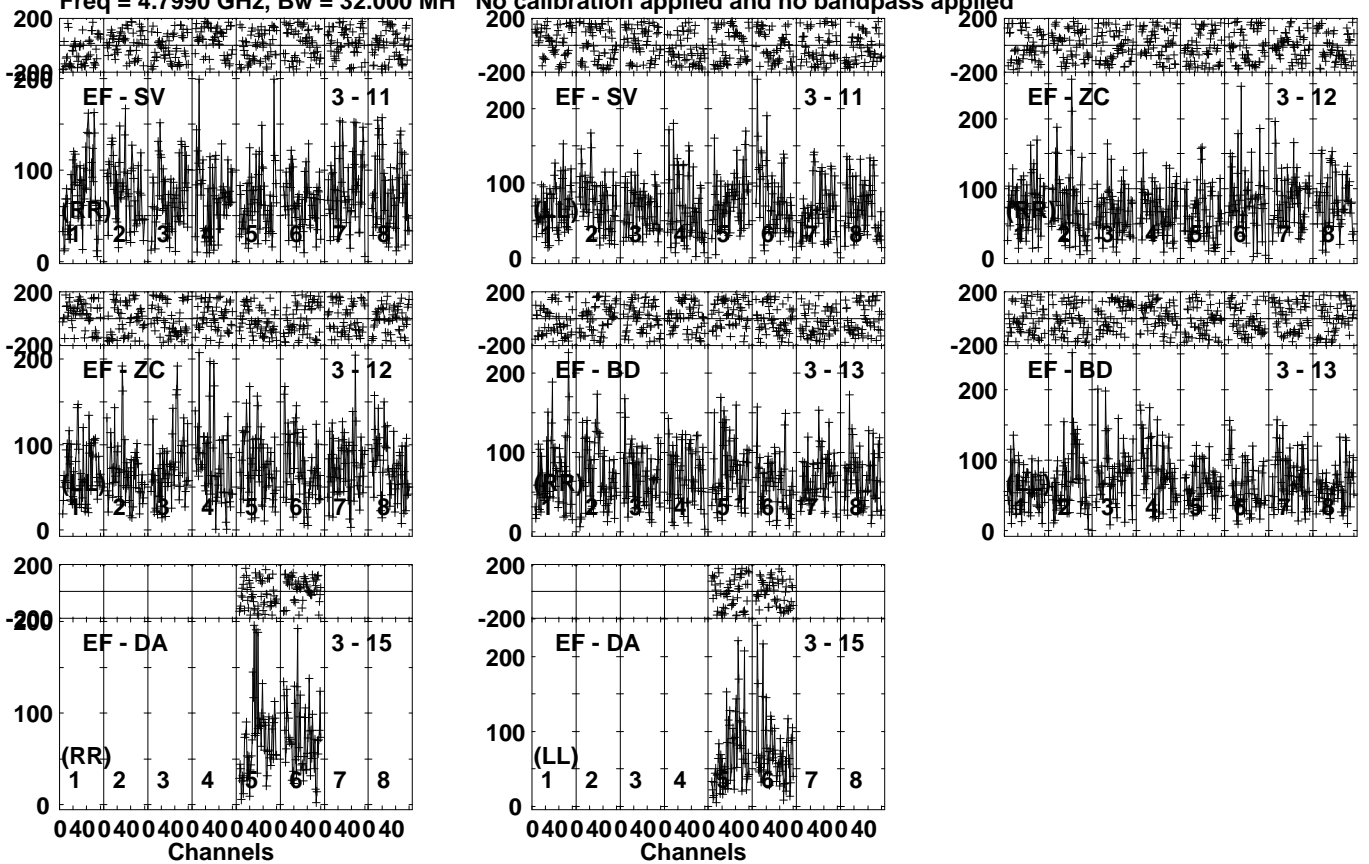 Freq = 4.7990 GHz, Bw = 32.000 MH No calibration applied and no bandpass applied
200 200 200
-200 -200 -200
200
EF - SV 3 - 11 EF - SV 3 - 11 EF - ZC 3 - 12
200 200
100 100 100
(RR) (LL) (RR)
1 2 3 4 5 6 7 8 1 2 3 4 5 6 7 8 1 2 3 4 5 6 7 8
0 0 0
200 200 200
-200 -200 -200
200
EF - ZC 3 - 12 EF - BD 3 - 13 EF - BD 3 - 13
200 200
100 100 100
(LL) (RR) (LL)
1 2 3 4 5 6 7 8 1 2 3 4 5 6 7 8 1 2 3 4 5 6 7 8
0 0 0
200 200
-200 -200
200
EF - DA 3 - 15 EF - DA 3 - 15
200
100 100
(RR) (LL)
1 2 3 4 5 6 7 8 1 2 3 4 5 6 7 8
0 0
0 40 0 40 0 40 0 40 0 40 0 40 0 40 0 40 0 40 0 40 0 40 0 40 0 40 0 40 0 40 0 40
Channels Channels